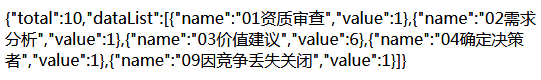 {"total":10,"dataList":[{"name":"01资质审查","value":1},{"name":"02需求
分析","value":1},{"name":"03价值建议","value":6},{"name":"04确定决策
者","value":1},{"name":"09因竞争丢失关闭","value":1}]}